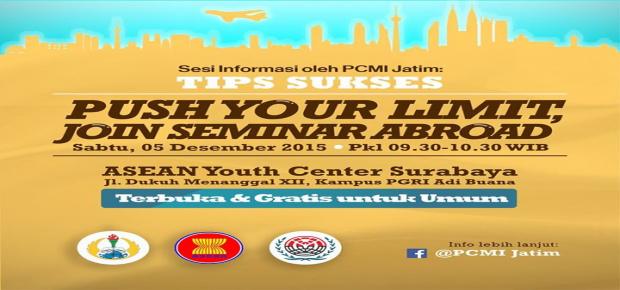 Sesi Informasi oleh PCMI Jatim:
TIPS SUKSES
PUSH YOUR LIMIT,
JOIN SEMINAR ABROAD
Sabtu, 05 Desember 2015 • Pkl 09.30-10.30 WIB
ASEAN Youth Center Surabaya
Jl. Dukuh Menanggal XII, Kampus PGRI Adi Buana
Terbuka & Gratis untuk Umum
Info lebih lanjut:
f @PCMI Jatim